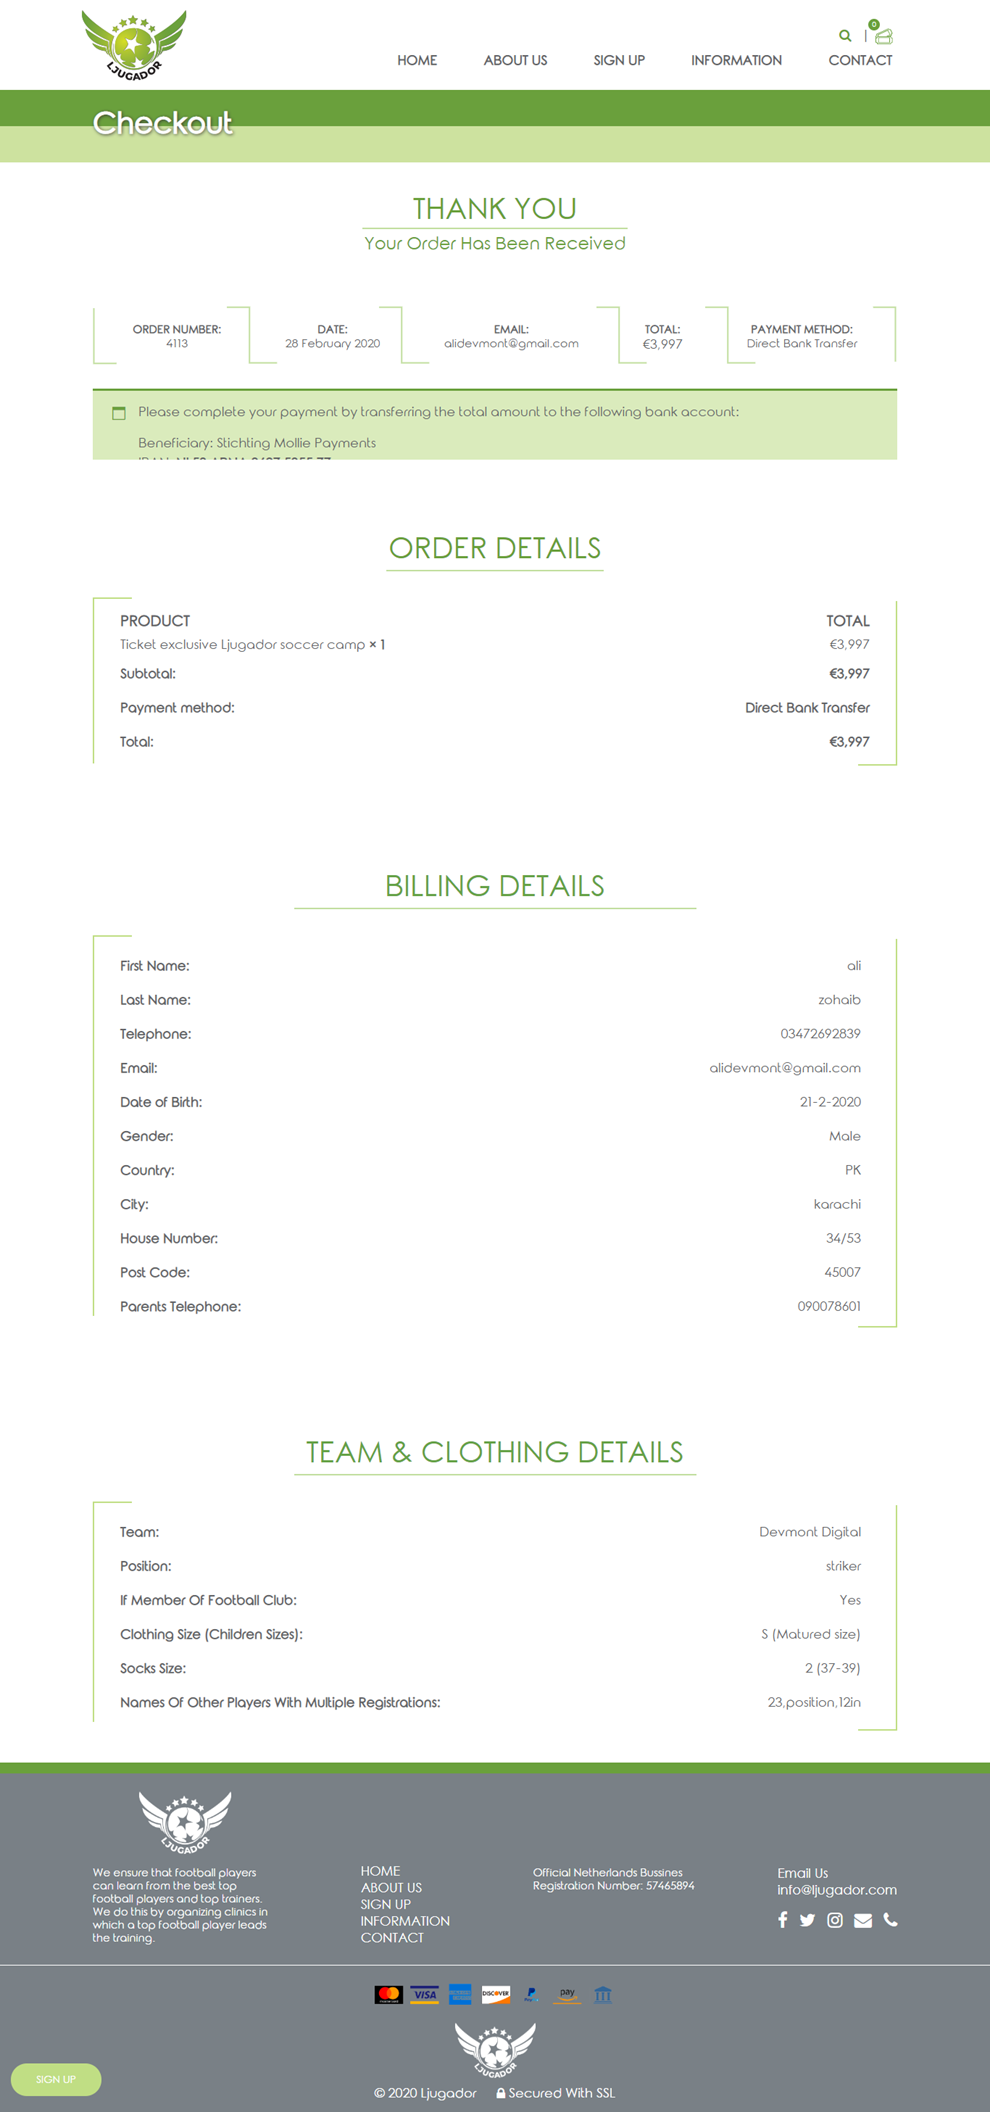 LJUGADOR
0
HOME ABOUT US SIGN UP INFORMATION CONTACT
Checkout
THANK YOU
Your Order Has Been Received
ORDER NUMBER: DATE: EMAIL: TOTAL: PAYMENT METHOD:
4113 28 February 2020 alidevmont@gmail.com €3,997 Direct Bank Transfer
Please complete your payment by transferring the total amount to the following bank account:
Beneficiary: Stichting Mollie Payments
ORDER DETAILS
PRODUCT TOTAL
Ticket exclusive Ljugador soccer camp × 1 €3,997
Subtotal: €3,997
Payment method: Direct Bank Transfer
Total: €3,997
BILLING DETAILS
First Name: ali
Last Name: zohaib
Telephone: 03472692839
Email: alidevmont@gmail.com
Date of Birth: 21-2-2020
Gender: Male
Country: PK
City: karachi
House Number: 34/53
Post Code: 45007
Parents Telephone: 090078601
TEAM & CLOTHING DETAILS
Team: Devmont Digital
Position: striker
If Member Of Football Club: Yes
Clothing Size (Children Sizes): S (Matured size)
Socks Size: 2 (37-39)
Names Of Other Players With Multiple Registrations: 23,position,12in
LJUGADOR
We ensure that football players
can learn from the best top
football players and top trainers.
We do this by organizing clinics in
which a top football player leads
the training.
HOME
ABOUT US
SIGN UP
INFORMATION
CONTACT
Official Netherlands Bussines
Registration Number: 57465894
Email Us
info@ljugador.com
VISA DISCOVER pay
LJUGADOR
SIGN UP
© 2020 Ljugador Secured With SSL